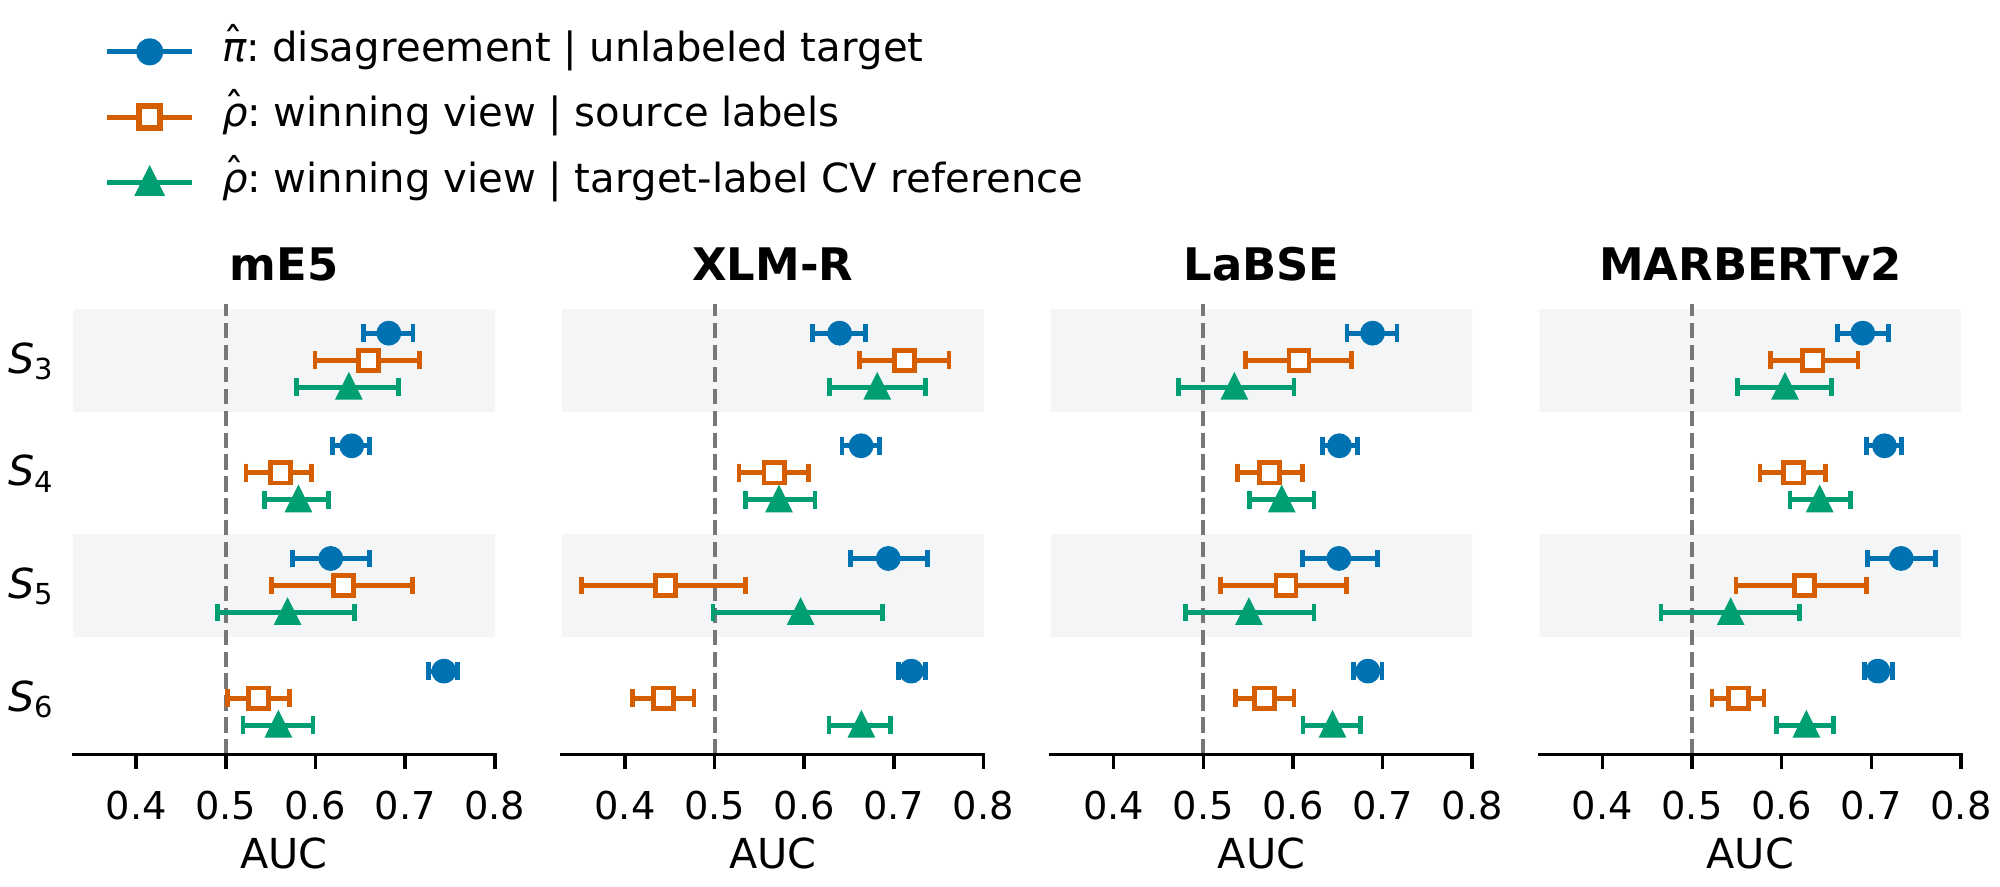 π̂: disagreement | unlabeled target
ρ̂: winning view | source labels
ρ̂: winning view | target-label CV reference
mE5 XLM-R LaBSE MARBERTv2
S₃
S₄
S₅
S₆
0.4 0.5 0.6 0.7 0.8 0.4 0.5 0.6 0.7 0.8 0.4 0.5 0.6 0.7 0.8 0.4 0.5 0.6 0.7 0.8
AUC AUC AUC AUC